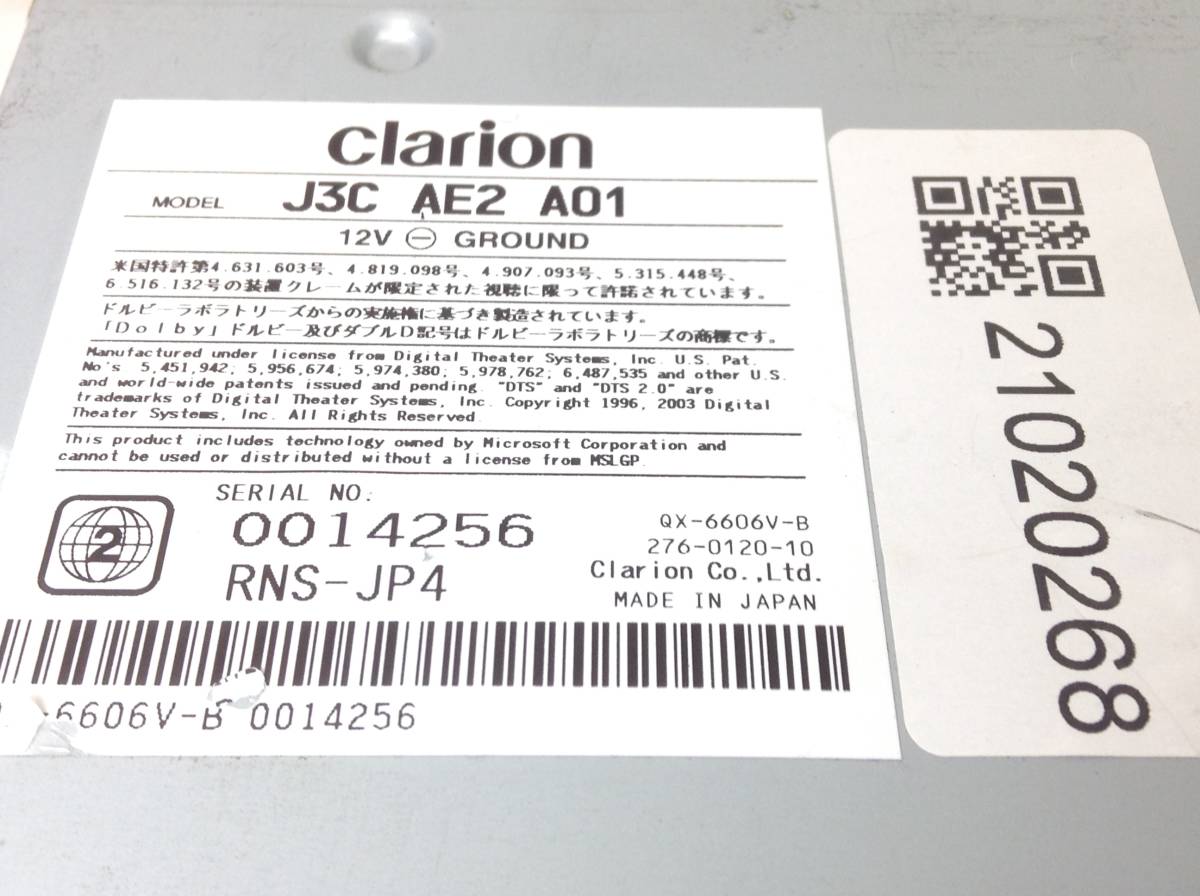 clarion
MODEL J3C AE2 A01
12V ⊖ GROUND
米国特許第4.631.603号、4.819.098号、4.907.093号、5.315.448号、
6.516.132号の装置クレームが限定された視聴に限って許諾されています。
ドルビーラボラトリーズからの実施権に基づき製造されています。
「Dolby」ドルビー及びダブルD記号はドルビーラボラトリーズの商標です。
Manufactured under license from Digital Theater Systems, Inc. U.S. Pat.
No's 5,451,942; 5,956,674; 5,974,380; 5,978,762; 6,487,535 and other U.S.
and world-wide patents issued and pending. "DTS" and "DTS 2.0" are
trademarks of Digital Theater Systems, Inc. Copyright 1996, 2003 Digital
Theater Systems, Inc. All Rights Reserved.
This product includes technology owned by Microsoft Corporation and
cannot be used or distributed without a license from MSLGP.
2
SERIAL NO.:
0014256
RNS-JP4
QX-6606V-B
276-0120-10
Clarion Co.,Ltd.
MADE IN JAPAN
-6606V-B 0014256
21020268